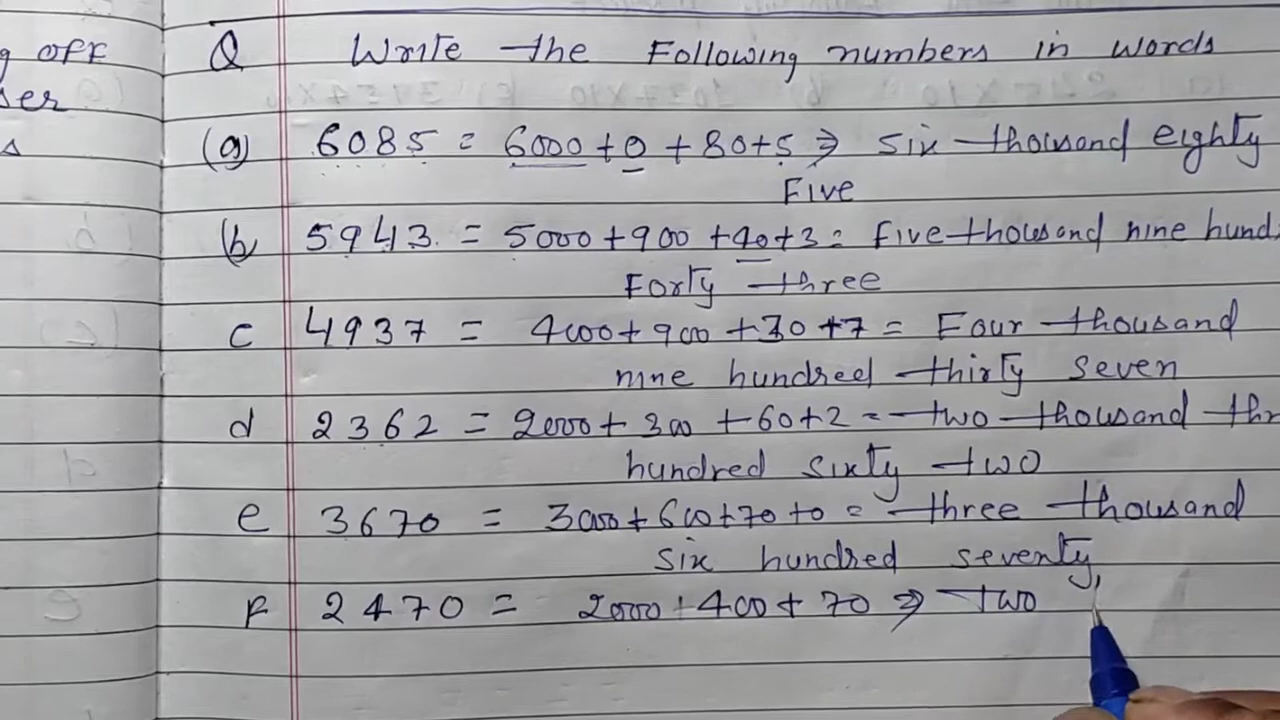 g off
ser
s
Q Write the Following numbers in words
(a) 6085 = 6000+0+80+5 ⇒ six thousand eighty
Five
(b) 5943 = 5000+900+40+3 = Five thousand nine hund
Forty three
c 4937 = 4000+900+30+7 = Four thousand
nine hundred thirty seven
d 2362 = 2000+300+60+2 = two thousand thr
hundred sixty two
e 3670 = 3000+600+70+0 = three thousand
six hundred seventy,
F 2470 = 2000+400+70 ⇒ two